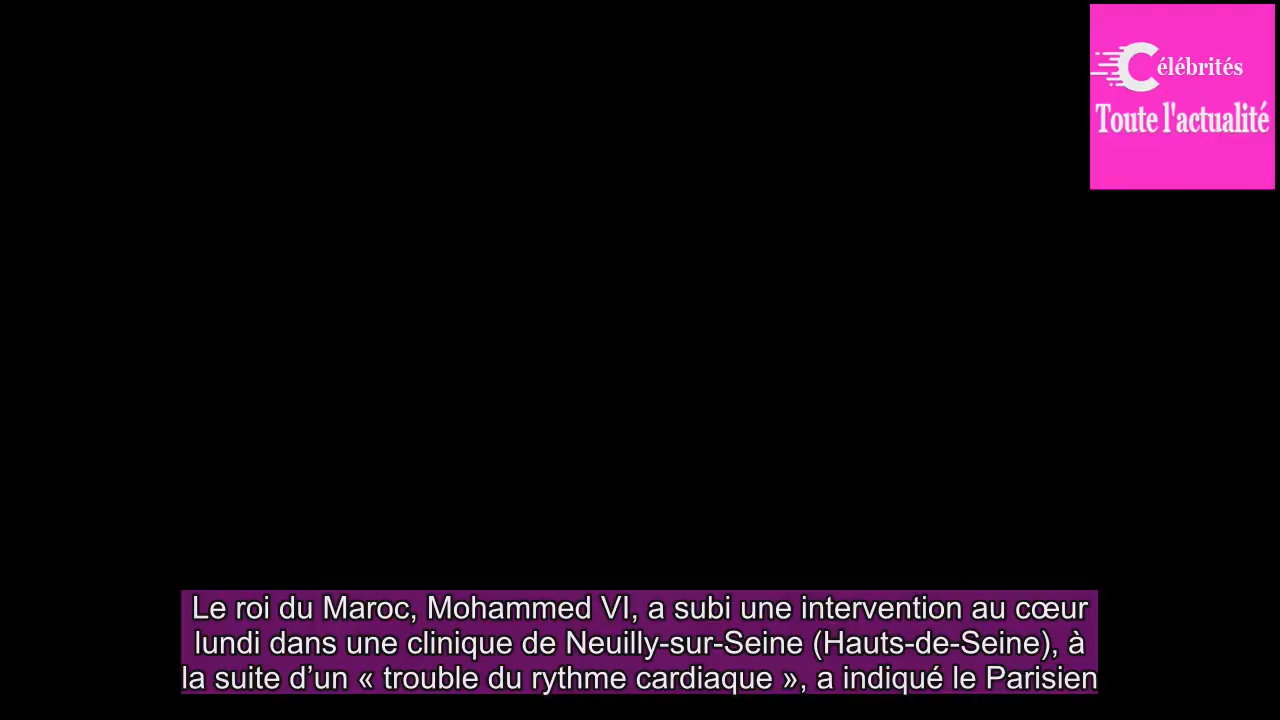 Célébrités
Toute l'actualité
Le roi du Maroc, Mohammed VI, a subi une intervention au cœur
lundi dans une clinique de Neuilly-sur-Seine (Hauts-de-Seine), à
la suite d’un « trouble du rythme cardiaque », a indiqué le Parisien